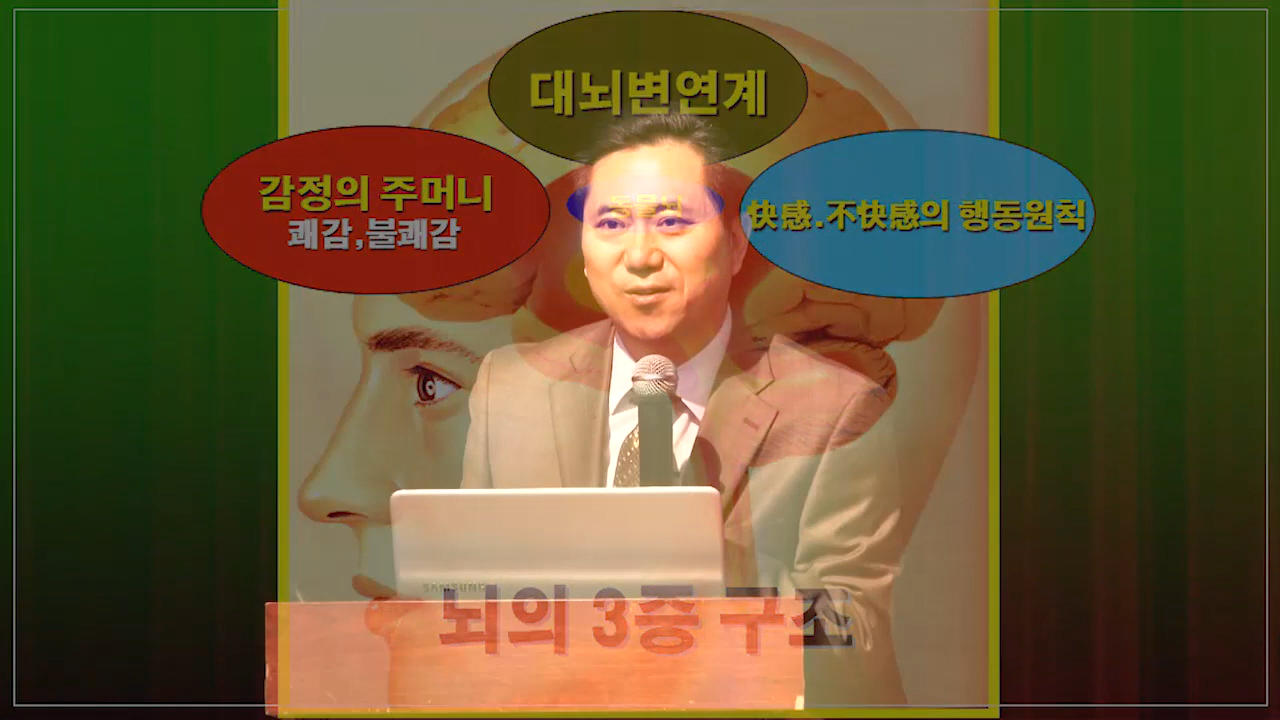 대뇌변연계
감정의 주머니
쾌감,불쾌감
快感.不快感의 행동원칙
SAMSUNG
뇌의 3중 구조